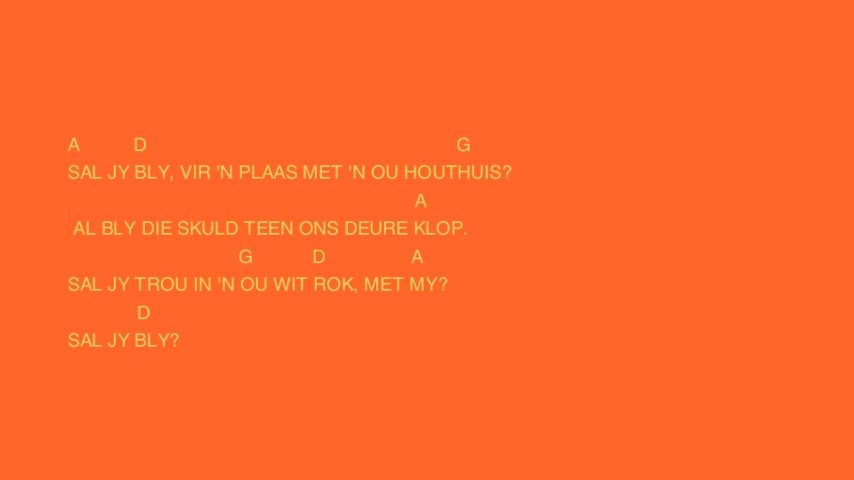 A D G
SAL JY BLY, VIR 'N PLAAS MET 'N OU HOUTHUIS?
A
AL BLY DIE SKULD TEEN ONS DEURE KLOP.
G D A
SAL JY TROU IN 'N OU WIT ROK, MET MY?
D
SAL JY BLY?